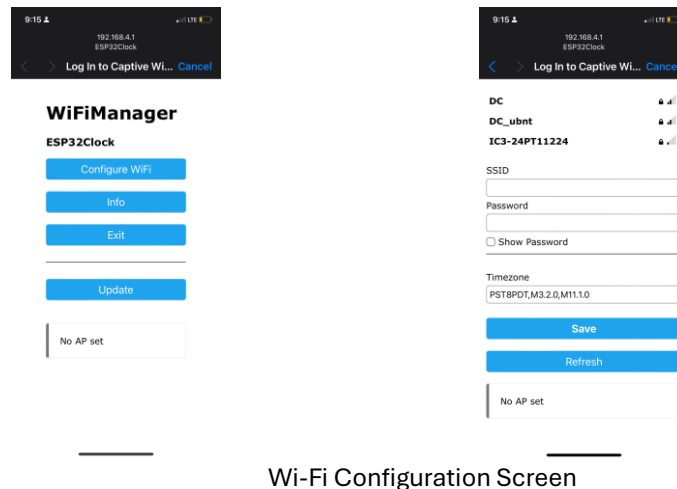 9:15 LTE
192.168.4.1
ESP32Clock
Log In to Captive Wi... Cancel
WiFiManager
ESP32Clock
Configure WiFi
Info
Exit
Update
No AP set
9:15 LTE
192.168.4.1
ESP32Clock
Log In to Captive Wi... Cance
DC
DC_ubnt
IC3-24PT11224
SSID
Password
Show Password
Timezone
PST8PDT,M3.2.0,M11.1.0
Save
Refresh
No AP set
Wi-Fi Configuration Screen